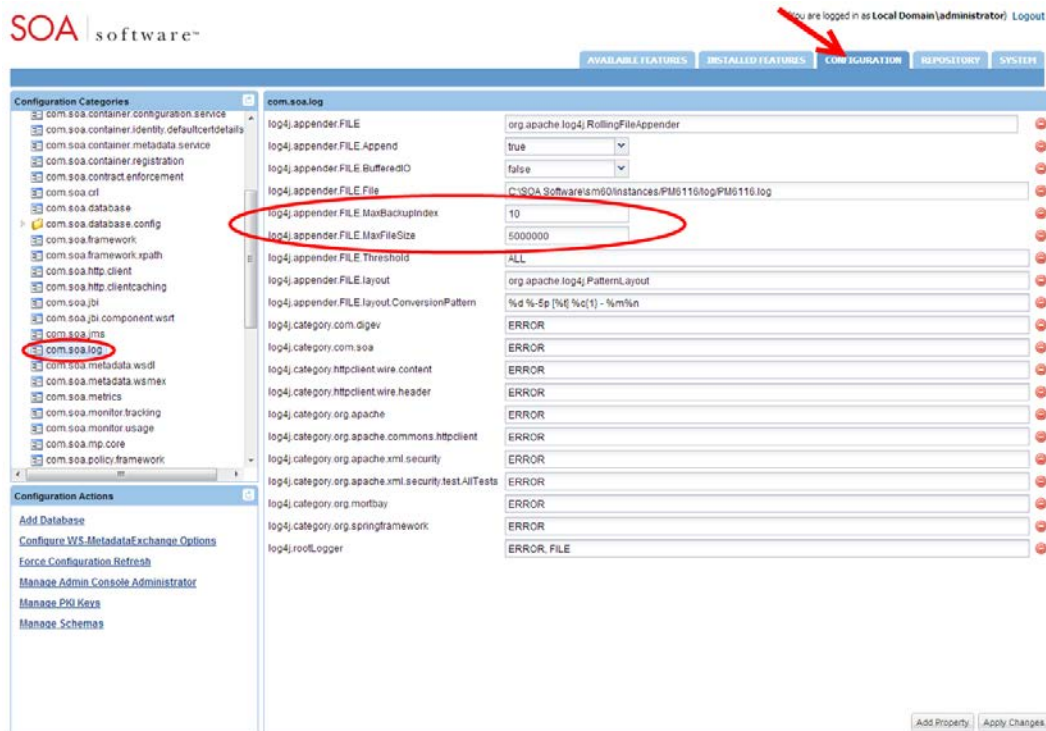 SOA software™
(You are logged in as Local Domain\administrator) Logout
AVAILABLE FEATURES INSTALLED FEATURES CONFIGURATION REPOSITORY SYSTEM
Configuration Categories
com.soa.container.configuration.service
com.soa.container.identity.defaultcertdetails
com.soa.container.metadata.service
com.soa.container.registration
com.soa.contract.enforcement
com.soa.crl
com.soa.database
com.soa.database.config
com.soa.framework
com.soa.framework.xpath
com.soa.http.client
com.soa.http.clientcaching
com.soa.jbi
com.soa.jbi.component.wsrt
com.soa.jms
com.soa.log
com.soa.metadata.wsdl
com.soa.metadata.wsmex
com.soa.metrics
com.soa.monitor.tracking
com.soa.monitor.usage
com.soa.mp.core
com.soa.policy.framework
Configuration Actions
Add Database
Configure WS-MetadataExchange Options
Force Configuration Refresh
Manage Admin Console Administrator
Manage PKI Keys
Manage Schemas
com.soa.log
log4j.appender.FILE org.apache.log4j.RollingFileAppender
log4j.appender.FILE.Append true
log4j.appender.FILE.BufferedIO false
log4j.appender.FILE.File C:\SOA Software\sm60/instances/PM6116/log/PM6116.log
log4j.appender.FILE.MaxBackupIndex 10
log4j.appender.FILE.MaxFileSize 5000000
log4j.appender.FILE.Threshold ALL
log4j.appender.FILE.layout org.apache.log4j.PatternLayout
log4j.appender.FILE.layout.ConversionPattern %d %-5p [%t] %c{1} - %m%n
log4j.category.com.digev ERROR
log4j.category.com.soa ERROR
log4j.category.httpclient.wire.content ERROR
log4j.category.httpclient.wire.header ERROR
log4j.category.org.apache ERROR
log4j.category.org.apache.commons.httpclient ERROR
log4j.category.org.apache.xml.security ERROR
log4j.category.org.apache.xml.security.test.AllTests ERROR
log4j.category.org.mortbay ERROR
log4j.category.org.springframework ERROR
log4j.rootLogger ERROR, FILE
Add Property Apply Changes